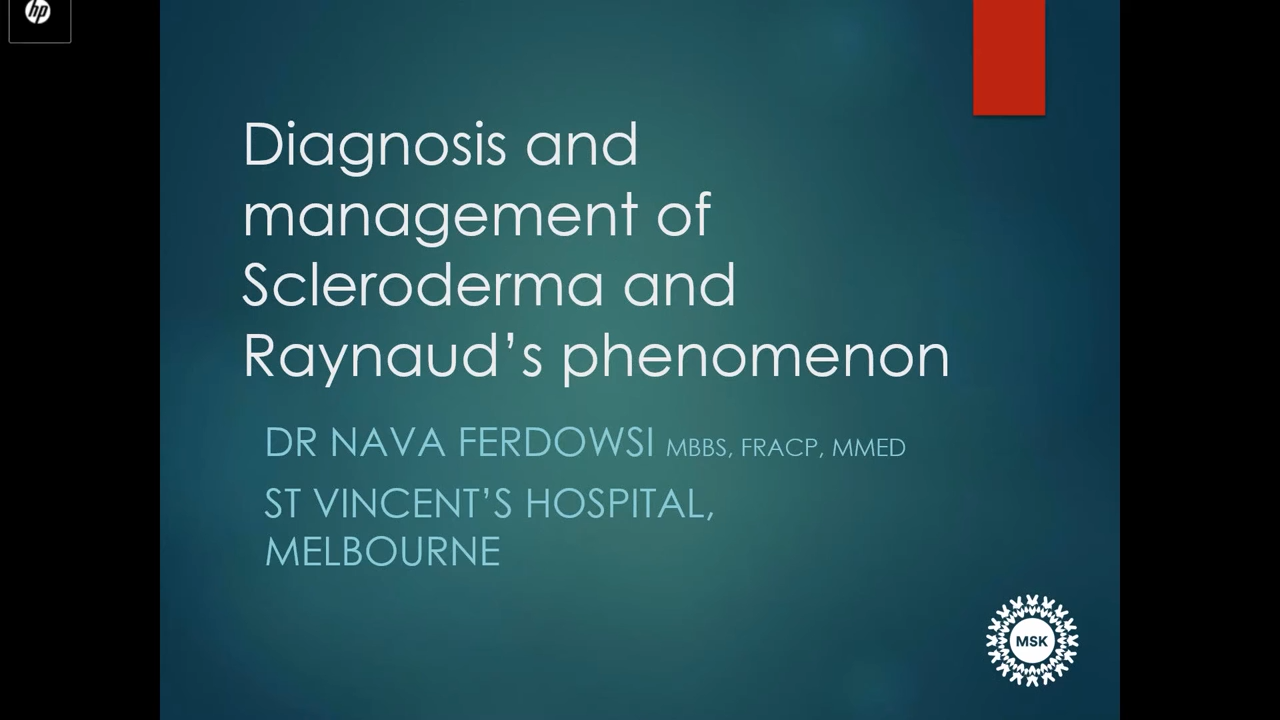 hp
Diagnosis and
management of
Scleroderma and
Raynaud’s phenomenon
DR NAVA FERDOWSI MBBS, FRACP, MMED
ST VINCENT’S HOSPITAL,
MELBOURNE
MSK